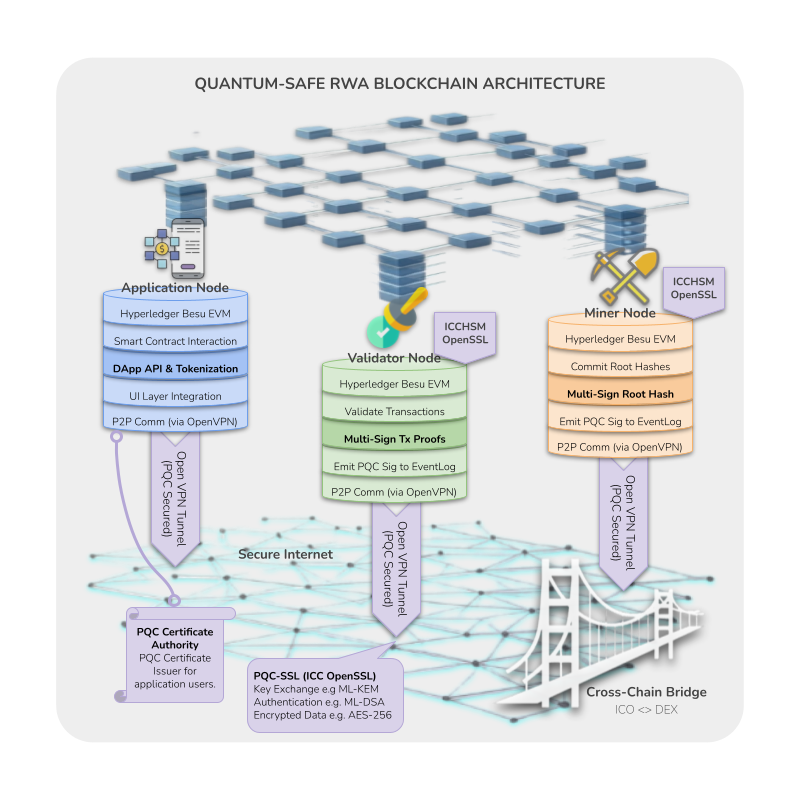 QUANTUM-SAFE RWA BLOCKCHAIN ARCHITECTURE
Application Node
Hyperledger Besu EVM
Smart Contract Interaction
DApp API & Tokenization
UI Layer Integration
P2P Comm (via OpenVPN)
Open VPN Tunnel
(PQC Secured)
ICCHSM
OpenSSL
Validator Node
Hyperledger Besu EVM
Validate Transactions
Multi-Sign Tx Proofs
Emit PQC Sig to EventLog
P2P Comm (via OpenVPN)
Open VPN Tunnel
(PQC Secured)
ICCHSM
OpenSSL
Miner Node
Hyperledger Besu EVM
Commit Root Hashes
Multi-Sign Root Hash
Emit PQC Sig to EventLog
P2P Comm (via OpenVPN)
Open VPN Tunnel
(PQC Secured)
Secure Internet
PQC Certificate
Authority
PQC Certificate
Issuer for
application users.
PQC-SSL (ICC OpenSSL)
Key Exchange e.g ML-KEM
Authentication e.g. ML-DSA
Encrypted Data e.g. AES-256
Cross-Chain Bridge
ICO <> DEX